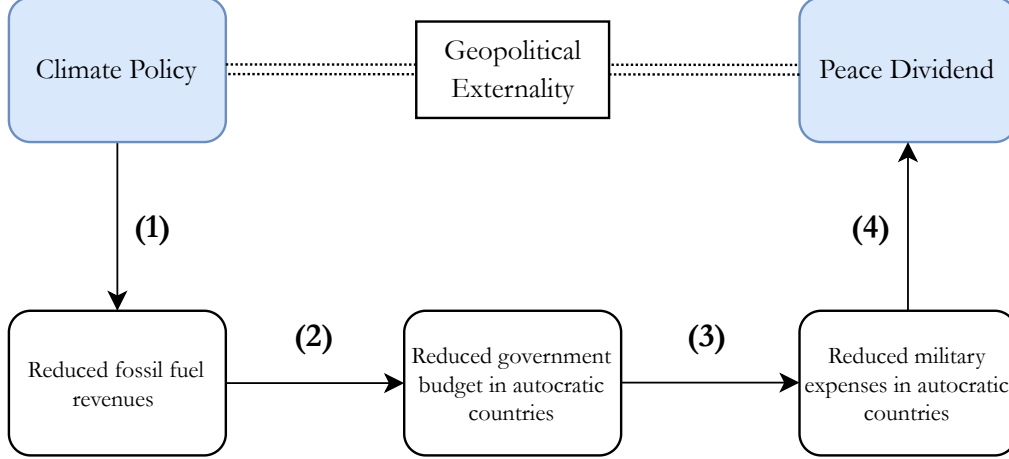 Climate Policy
Geopolitical
Externality
Peace Dividend
(1)
(4)
Reduced fossil fuel
revenues
(2)
Reduced government
budget in autocratic
countries
(3)
Reduced military
expenses in autocratic
countries